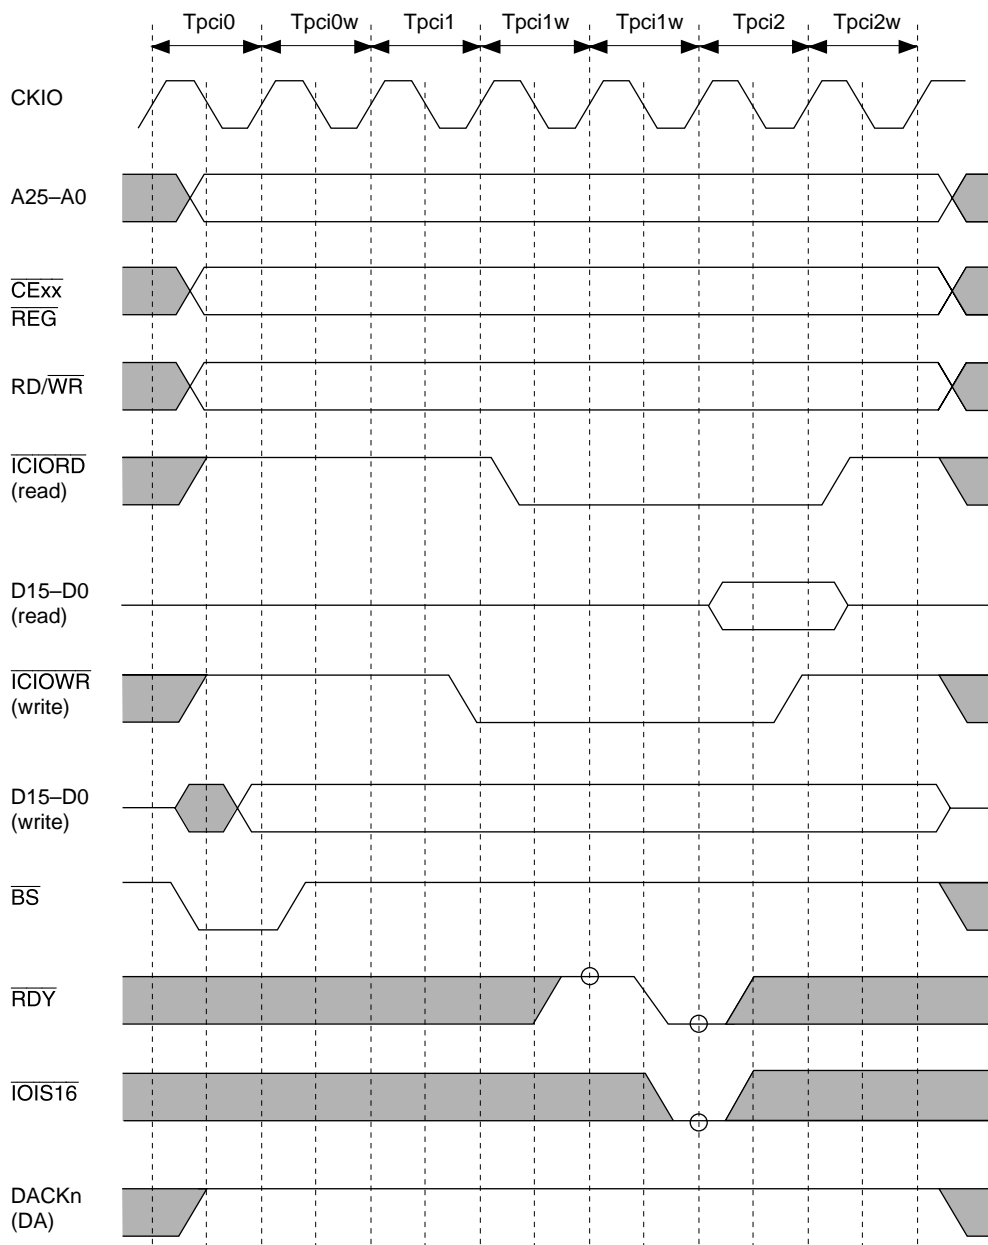 Tpci0 Tpci0w Tpci1 Tpci1w Tpci1w Tpci2 Tpci2w
CKIO
A25–A0
CExx
REG
RD/WR
ICIORD
(read)
D15–D0
(read)
ICIOWR
(write)
D15–D0
(write)
BS
RDY
IOIS16
DACKn
(DA)